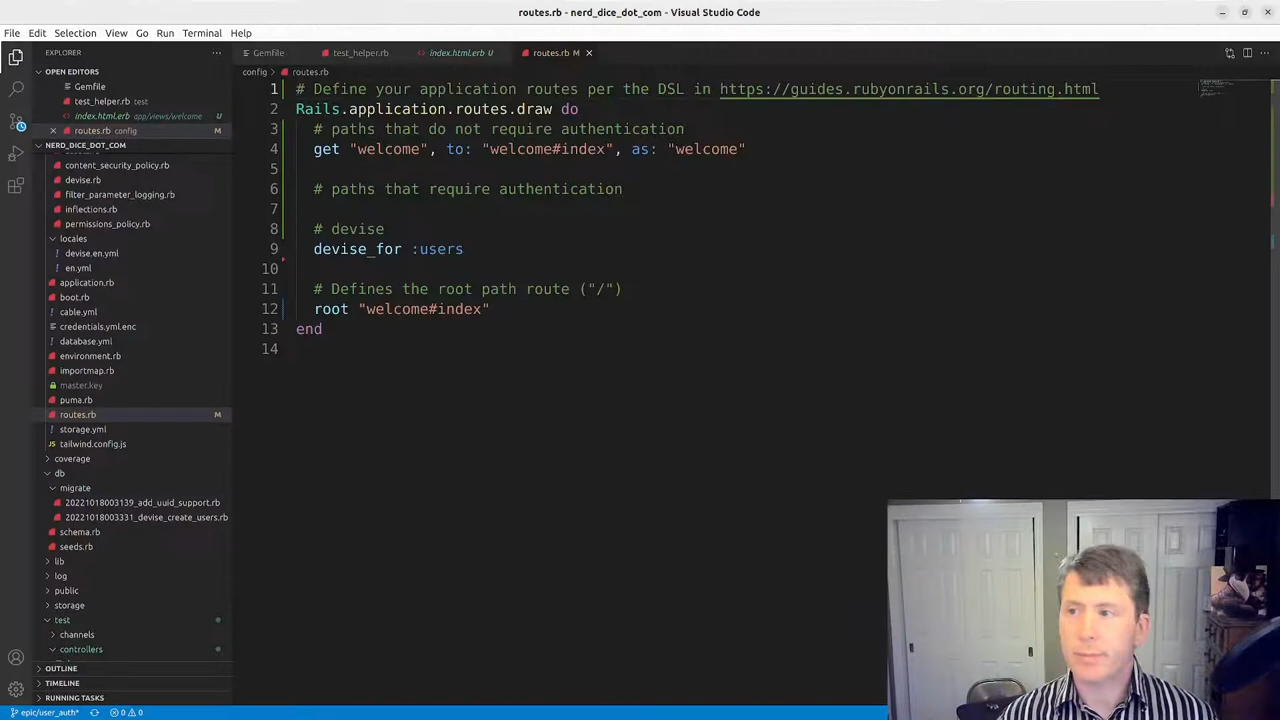 routes.rb - nerd_dice_dot_com - Visual Studio Code
File Edit Selection View Go Run Terminal Help
EXPLORER
Gemfile
test_helper.rb
index.html.erb U
routes.rb M
OPEN EDITORS
Gemfile
test_helper.rb test
index.html.erb app/views/welcome U
routes.rb config
NERD_DICE_DOT_COM
content_security_policy.rb
devise.rb
filter_parameter_logging.rb
inflections.rb
permissions_policy.rb
locales
devise.en.yml
en.yml
application.rb
boot.rb
cable.yml
credentials.yml.enc
database.yml
environment.rb
importmap.rb
master.key
puma.rb
routes.rb M
storage.yml
tailwind.config.js
coverage
db
migrate
20221018003139_add_uuid_support.rb
20221018003331_devise_create_users.rb
schema.rb
seeds.rb
lib
log
public
storage
test
channels
controllers
OUTLINE
TIMELINE
RUNNING TASKS
config routes.rb
1 # Define your application routes per the DSL in https://guides.rubyonrails.org/routing.html
2 Rails.application.routes.draw do
3 # paths that do not require authentication
4 get "welcome", to: "welcome#index", as: "welcome"
5
6 # paths that require authentication
7
8 # devise
9 devise_for :users
10
11 # Defines the root path route ("/")
12 root "welcome#index"
13 end
14
epic/user_auth* 0 0